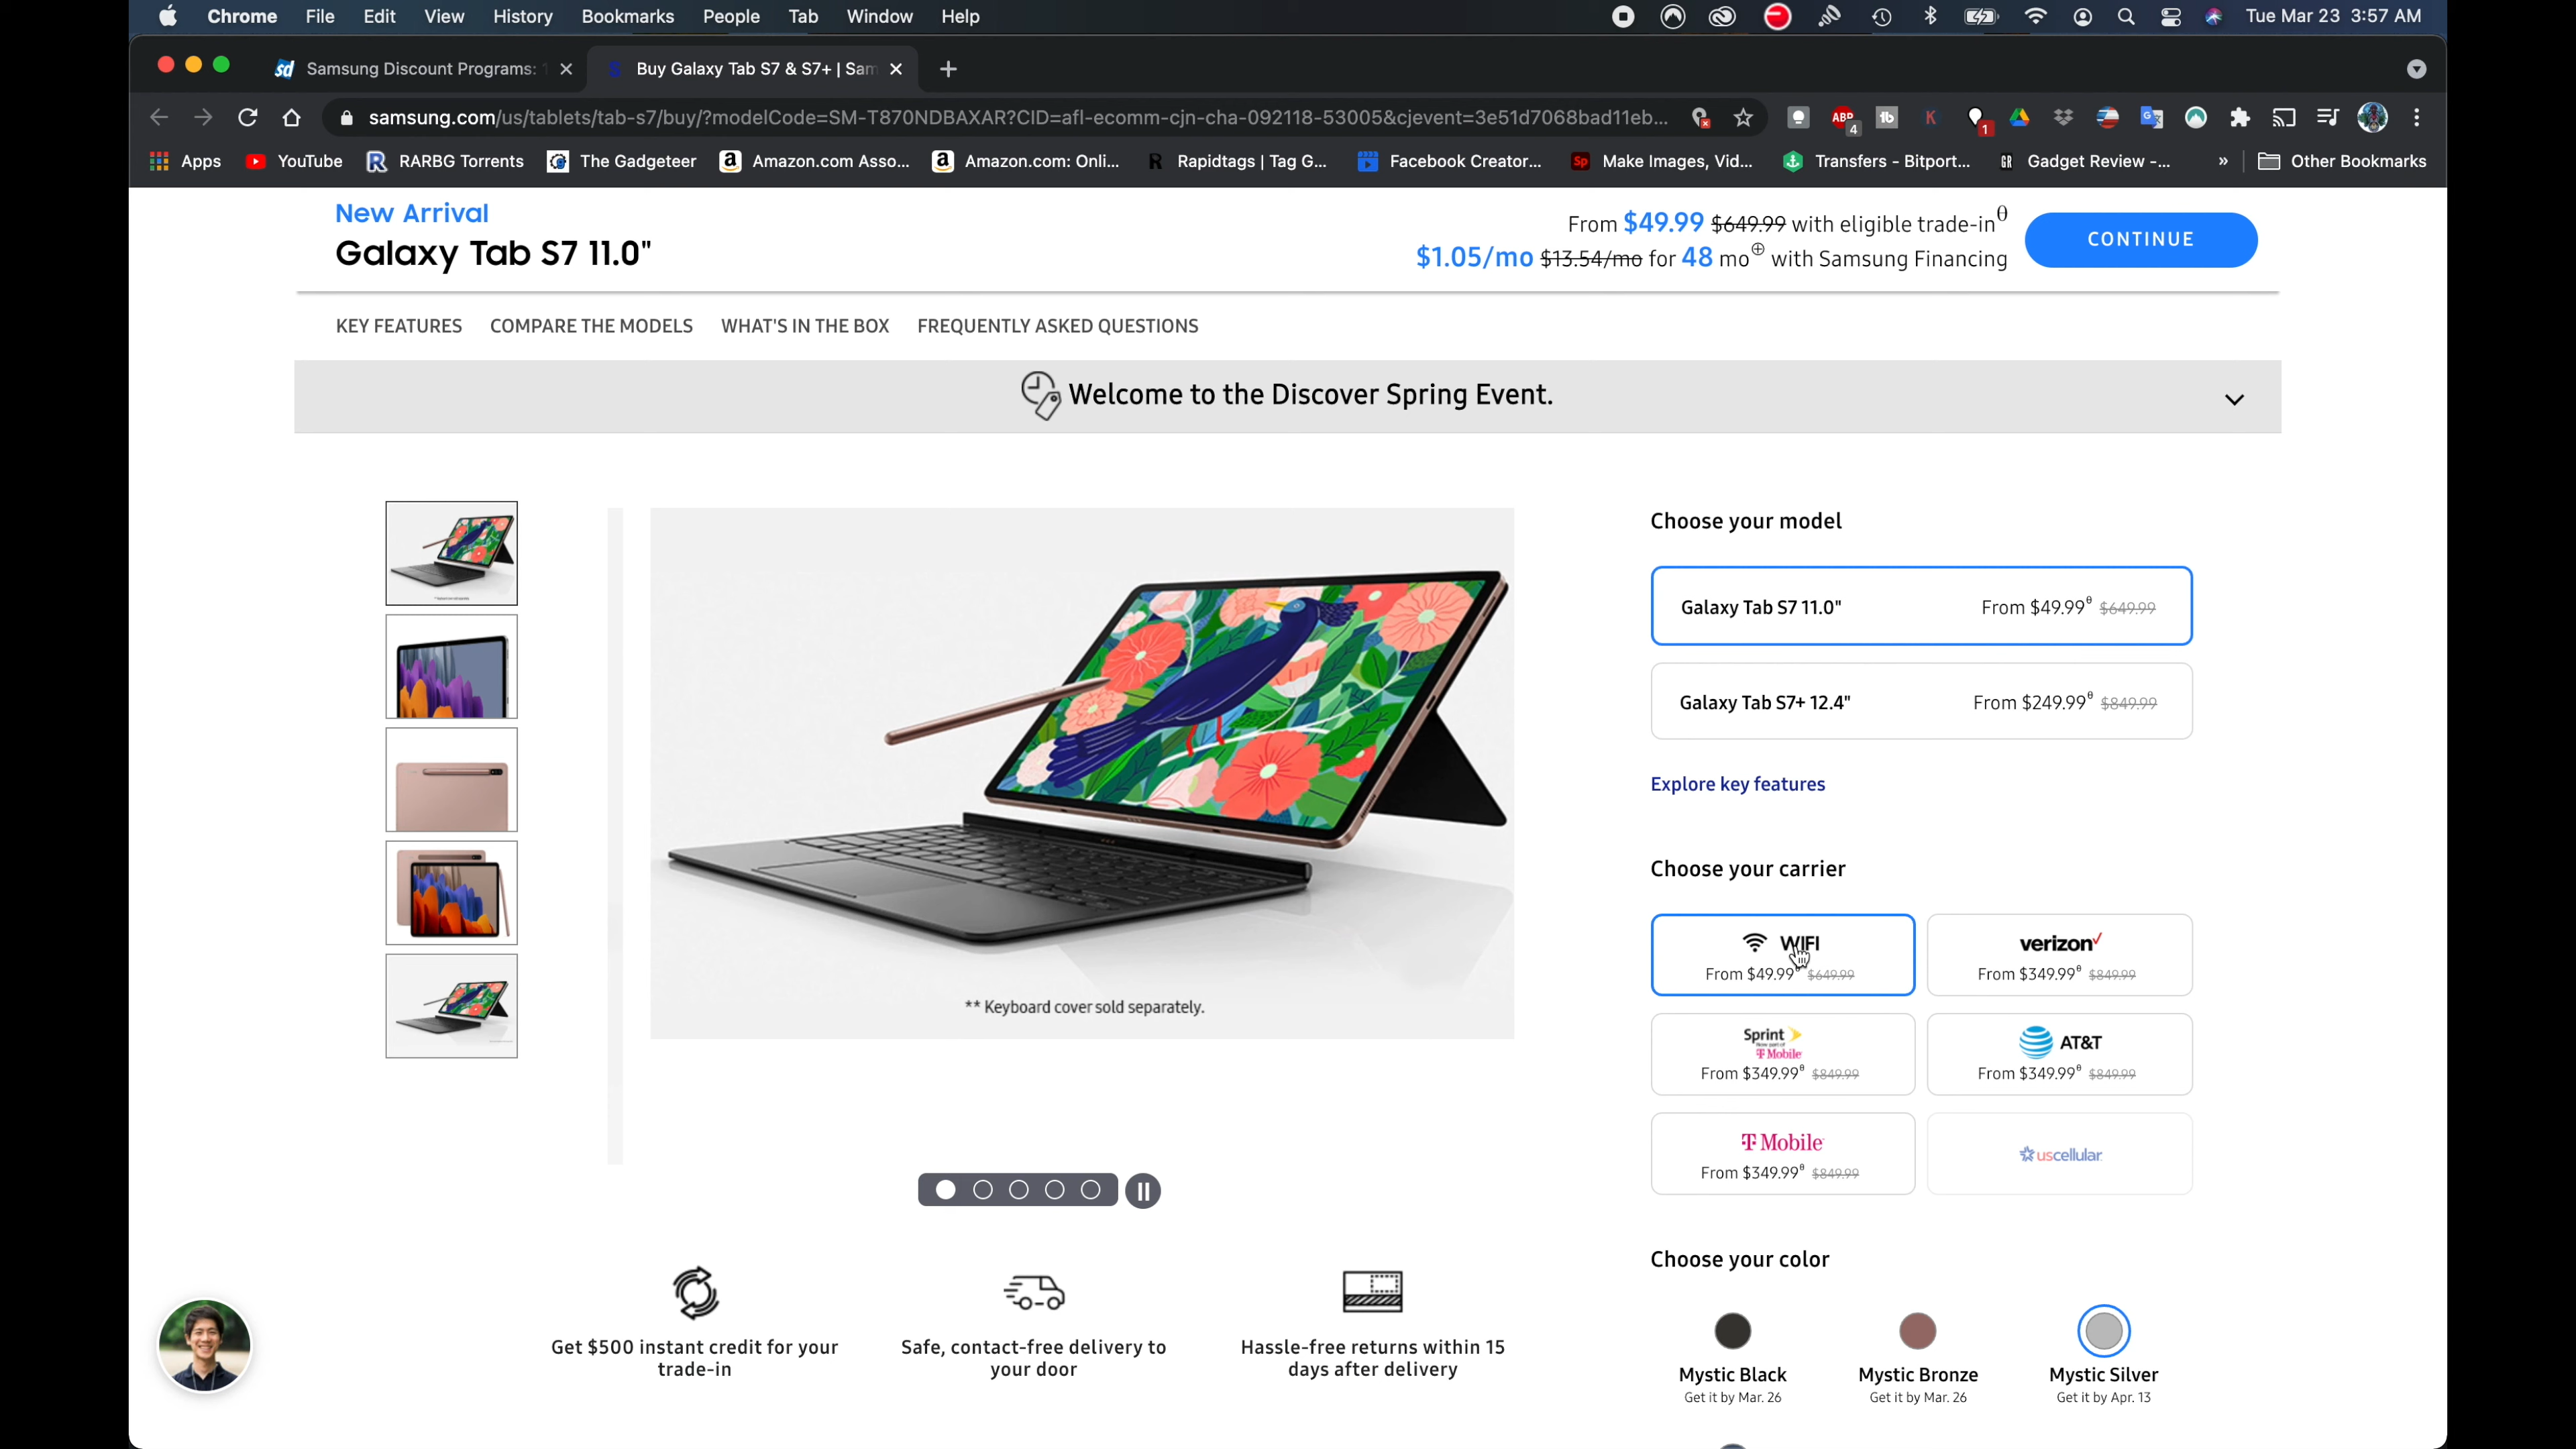 Chrome File Edit View History Bookmarks People Tab Window Help Tue Mar 23 3:57 AM
Samsung Discount Programs: Buy Galaxy Tab S7 & S7+ | Sam
samsung.com/us/tablets/tab-s7/buy/?modelCode=SM-T870NDBAXAR?CID=afl-ecomm-cjn-cha-092118-53005&cjevent=3e51d7068bad11eb... ABP 4 tb K 1
Apps YouTube RARBG Torrents The Gadgeteer Amazon.com Asso... Amazon.com: Onli... Rapidtags | Tag G... Facebook Creator... Make Images, Vid... Transfers - Bitport... Gadget Review -... » Other Bookmarks
New Arrival
Galaxy Tab S7 11.0"
From $49.99 $649.99 with eligible trade-in θ
$1.05/mo $13.54/mo for 48 mo ⊕ with Samsung Financing
CONTINUE
KEY FEATURES COMPARE THE MODELS WHAT'S IN THE BOX FREQUENTLY ASKED QUESTIONS
Welcome to the Discover Spring Event.
** Keyboard cover sold separately.
Choose your model
Galaxy Tab S7 11.0" From $49.99 θ $649.99
Galaxy Tab S7+ 12.4" From $249.99 θ $849.99
Explore key features
Choose your carrier
WIFI
From $49.99 θ $649.99
verizon
From $349.99 θ $849.99
Sprint
Now part of
T Mobile
From $349.99 θ $849.99
AT&T
From $349.99 θ $849.99
T Mobile
From $349.99 θ $849.99
uscellular
Choose your color
Mystic Black
Get it by Mar. 26
Mystic Bronze
Get it by Mar. 26
Mystic Silver
Get it by Apr. 13
Get $500 instant credit for your
trade-in
Safe, contact-free delivery to
your door
Hassle-free returns within 15
days after delivery